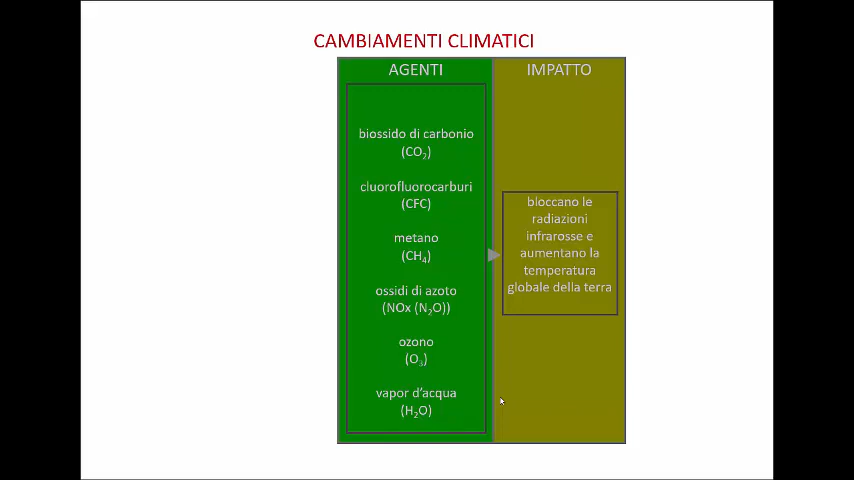 CAMBIAMENTI CLIMATICI
AGENTI
biossido di carbonio
(CO₂)
cluorofluorocarburi
(CFC)
metano
(CH₄)
ossidi di azoto
(NOx (N₂O))
ozono
(O₃)
vapor d'acqua
(H₂O)
IMPATTO
bloccano le
radiazioni
infrarosse e
aumentano la
temperatura
globale della terra